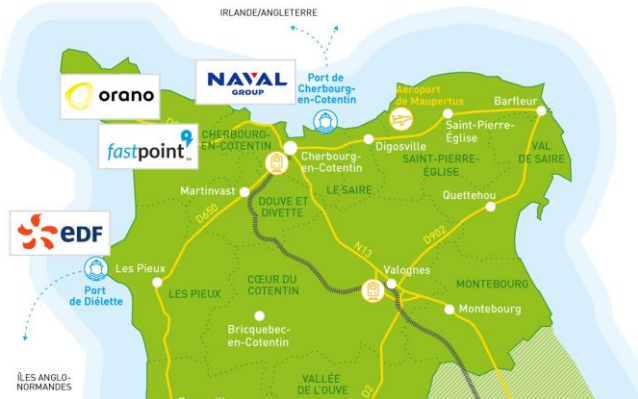 IRLANDE/ANGLETERRE
orano
NAVAL
GROUP
Port de
Cherbourg-
en-Cotentin
Aéroport
de Maupertus
Barfleur
fastpoint
CHERBOURG-
EN-COTENTIN
Cherbourg-
en-Cotentin
Digosville
Saint-Pierre-
Église
SAINT-PIERRE-
ÉGLISE
VAL
DE SAIRE
Martinvast
DOUVE ET
DIVETTE
LE SAIRE
Quettehou
D650
N13
D902
eDF
Les Pieux
Port
de Diélette
LES PIEUX
CŒUR DU
COTENTIN
Valognes
MONTEBOURG
Montebourg
Bricquebec-
en-Cotentin
ÎLES ANGLO-
NORMANDES
VALLÉE
DE L'OUVE
D2